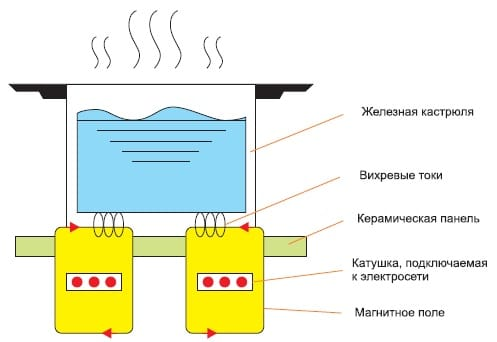 Железная кастрюля
Вихревые токи
Керамическая панель
Катушка, подключаемая
к электросети
Магнитное поле